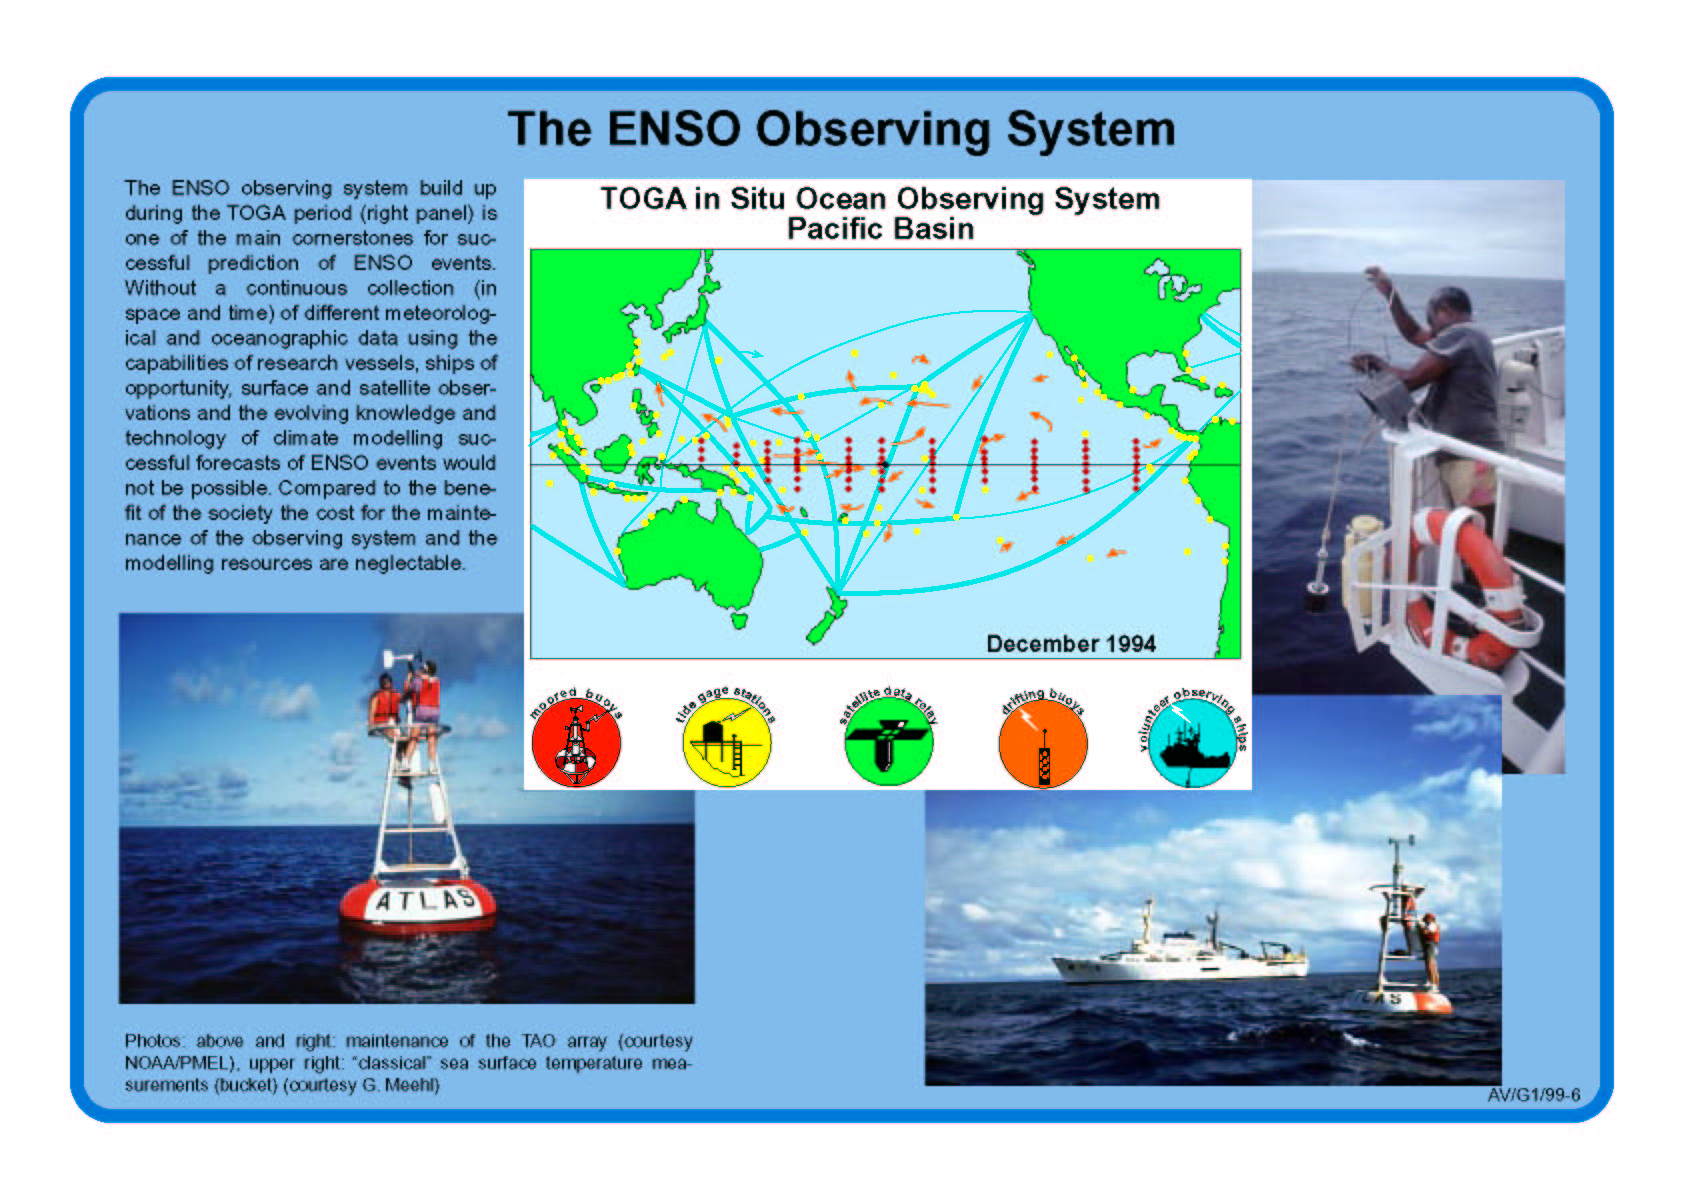 The ENSO Observing System
The ENSO observing system build up
during the TOGA period (right panel) is
one of the main cornerstones for suc-
cessful prediction of ENSO events.
Without a continuous collection (in
space and time) of different meteorolog-
ical and oceanographic data using the
capabilities of research vessels, ships of
opportunity, surface and satellite obser-
vations and the evolving knowledge and
technology of climate modelling suc-
cessful forecasts of ENSO events would
not be possible. Compared to the bene-
fit of the society the cost for the mainte-
nance of the observing system and the
modelling resources are neglectable.
TOGA in Situ Ocean Observing System
Pacific Basin
December 1994
moored buoys
tide gage stations
satellite data relay
drifting buoys
volunteer observing ships
ATLAS
LAS
Photos: above and right: maintenance of the TAO array (courtesy
NOAA/PMEL), upper right: “classical” sea surface temperature mea-
surements (bucket) (courtesy G. Meehl)
AV/G1/99-6